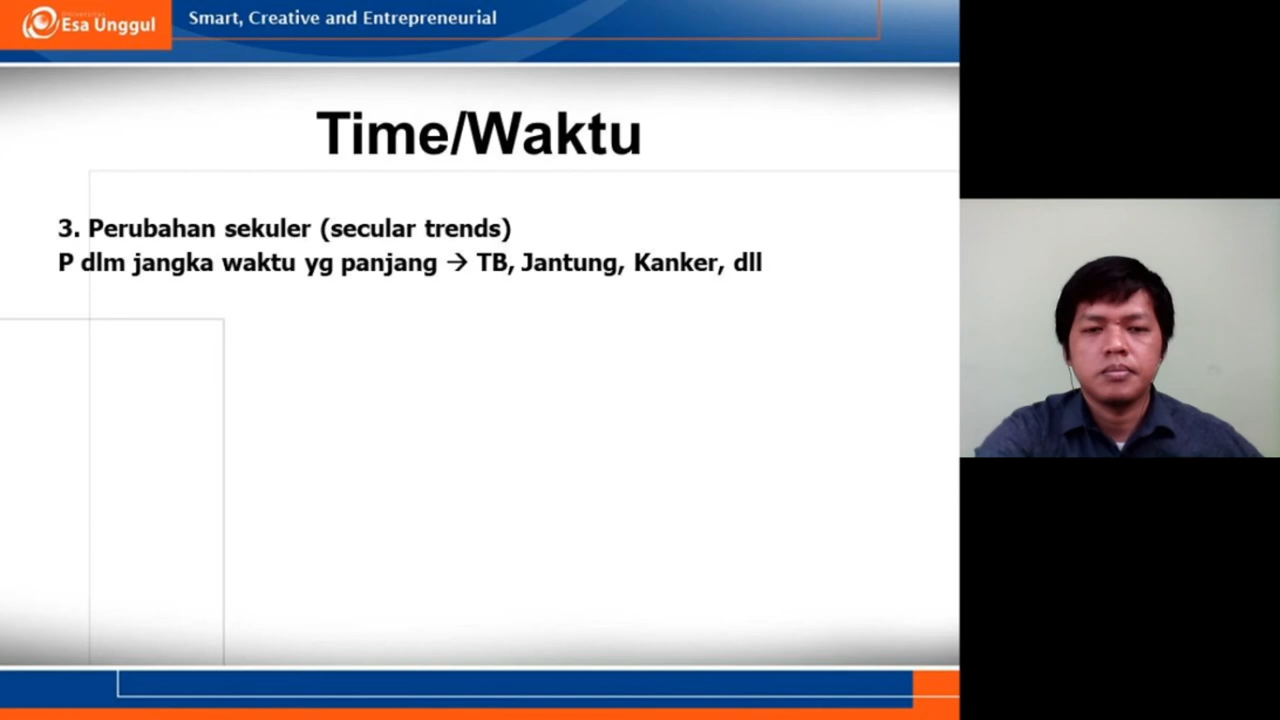 Universitas
Esa Unggul
Smart, Creative and Entrepreneurial
Time/Waktu
3. Perubahan sekuler (secular trends)
P dlm jangka waktu yg panjang → TB, Jantung, Kanker, dll